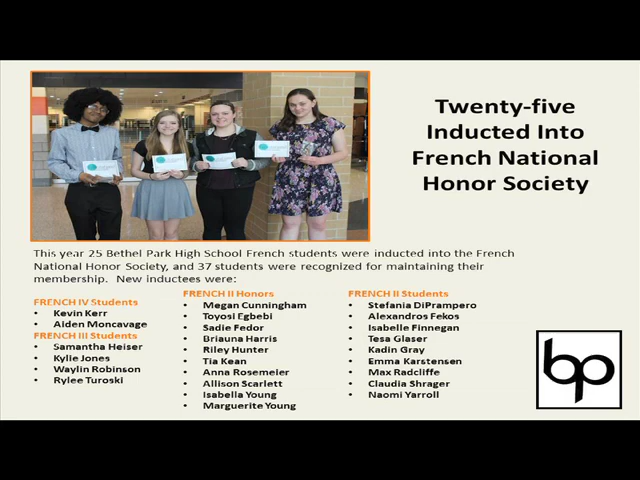 Twenty-five
Inducted Into
French National
Honor Society
This year 25 Bethel Park High School French students were inducted into the French
National Honor Society, and 37 students were recognized for maintaining their
membership. New inductees were:
FRENCH IV Students
• Kevin Kerr
• Aiden Moncavage
FRENCH III Students
• Samantha Heiser
• Kylie Jones
• Waylin Robinson
• Rylee Turoski
FRENCH II Honors
• Megan Cunningham
• Toyosi Egbebi
• Sadie Fedor
• Briauna Harris
• Riley Hunter
• Tia Kean
• Anna Rosemeier
• Allison Scarlett
• Isabella Young
• Marguerite Young
FRENCH II Students
• Stefania DiPrampero
• Alexandros Fekos
• Isabelle Finnegan
• Tesa Glaser
• Kadin Gray
• Emma Karstensen
• Max Radcliffe
• Claudia Shrager
• Naomi Yarroll
bp